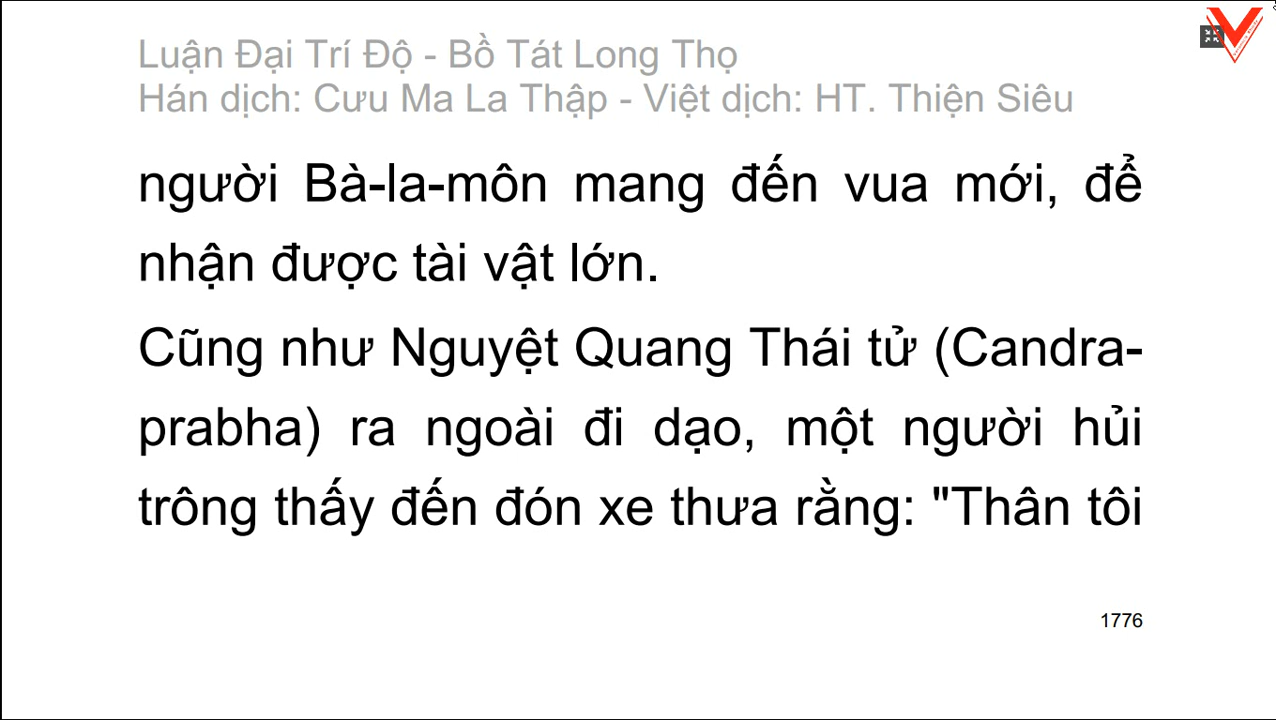 Luận Đại Trí Độ - Bồ Tát Long Thọ
Hán dịch: Cưu Ma La Thập - Việt dịch: HT. Thiện Siêu
người Bà-la-môn mang đến vua mới, để
nhận được tài vật lớn.
Cũng như Nguyệt Quang Thái tử (Candra-
prabha) ra ngoài đi dạo, một người hủi
trông thấy đến đón xe thưa rằng: "Thân tôi
1776